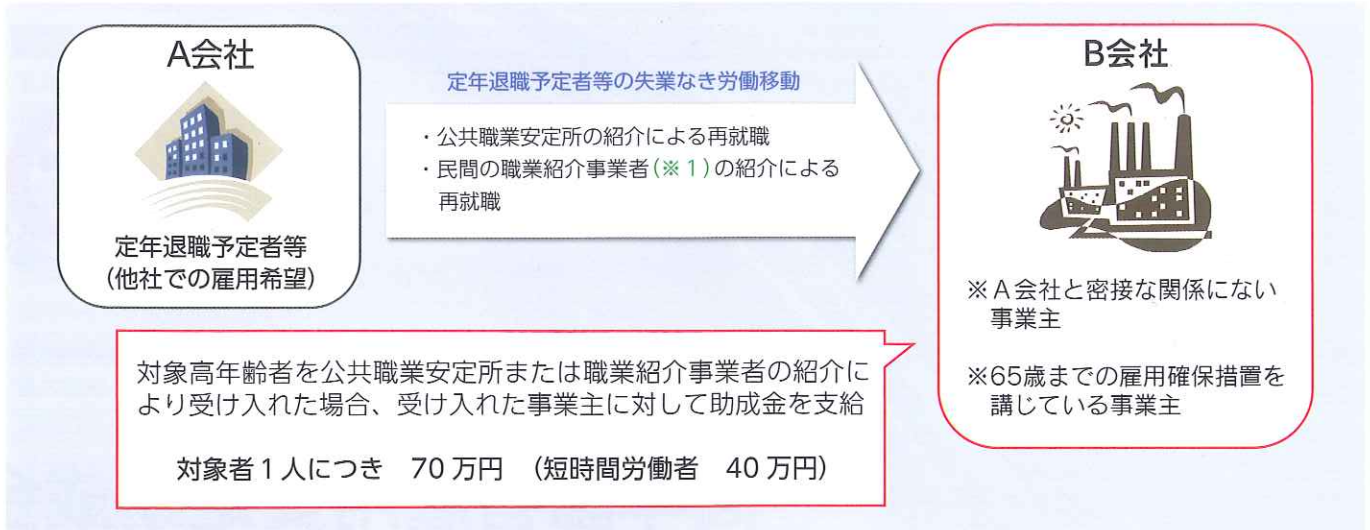 A会社
定年退職予定者等
(他社での雇用希望)
定年退職予定者等の失業なき労働移動
・公共職業安定所の紹介による再就職
・民間の職業紹介事業者(※1)の紹介による
再就職
B会社
※A会社と密接な関係にない
事業主
※65歳までの雇用確保措置を
講じている事業主
対象高年齢者を公共職業安定所または職業紹介事業者の紹介に
より受け入れた場合、受け入れた事業主に対して助成金を支給
対象者1人につき 70万円 (短時間労働者 40万円)